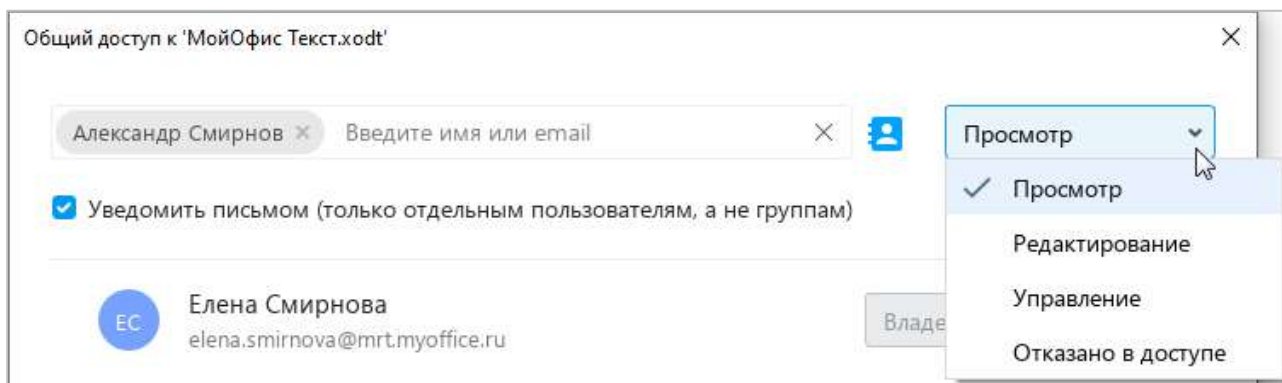 Общий доступ к 'МойОфис Текст.xodt'
Александр Смирнов Введите имя или email Просмотр
Просмотр
Уведомить письмом (только отдельным пользователям, а не группам)
Редактирование
Управление
ЕС Елена Смирнова
elena.smirnova@mrt.myoffice.ru
Владе
Отказано в доступе